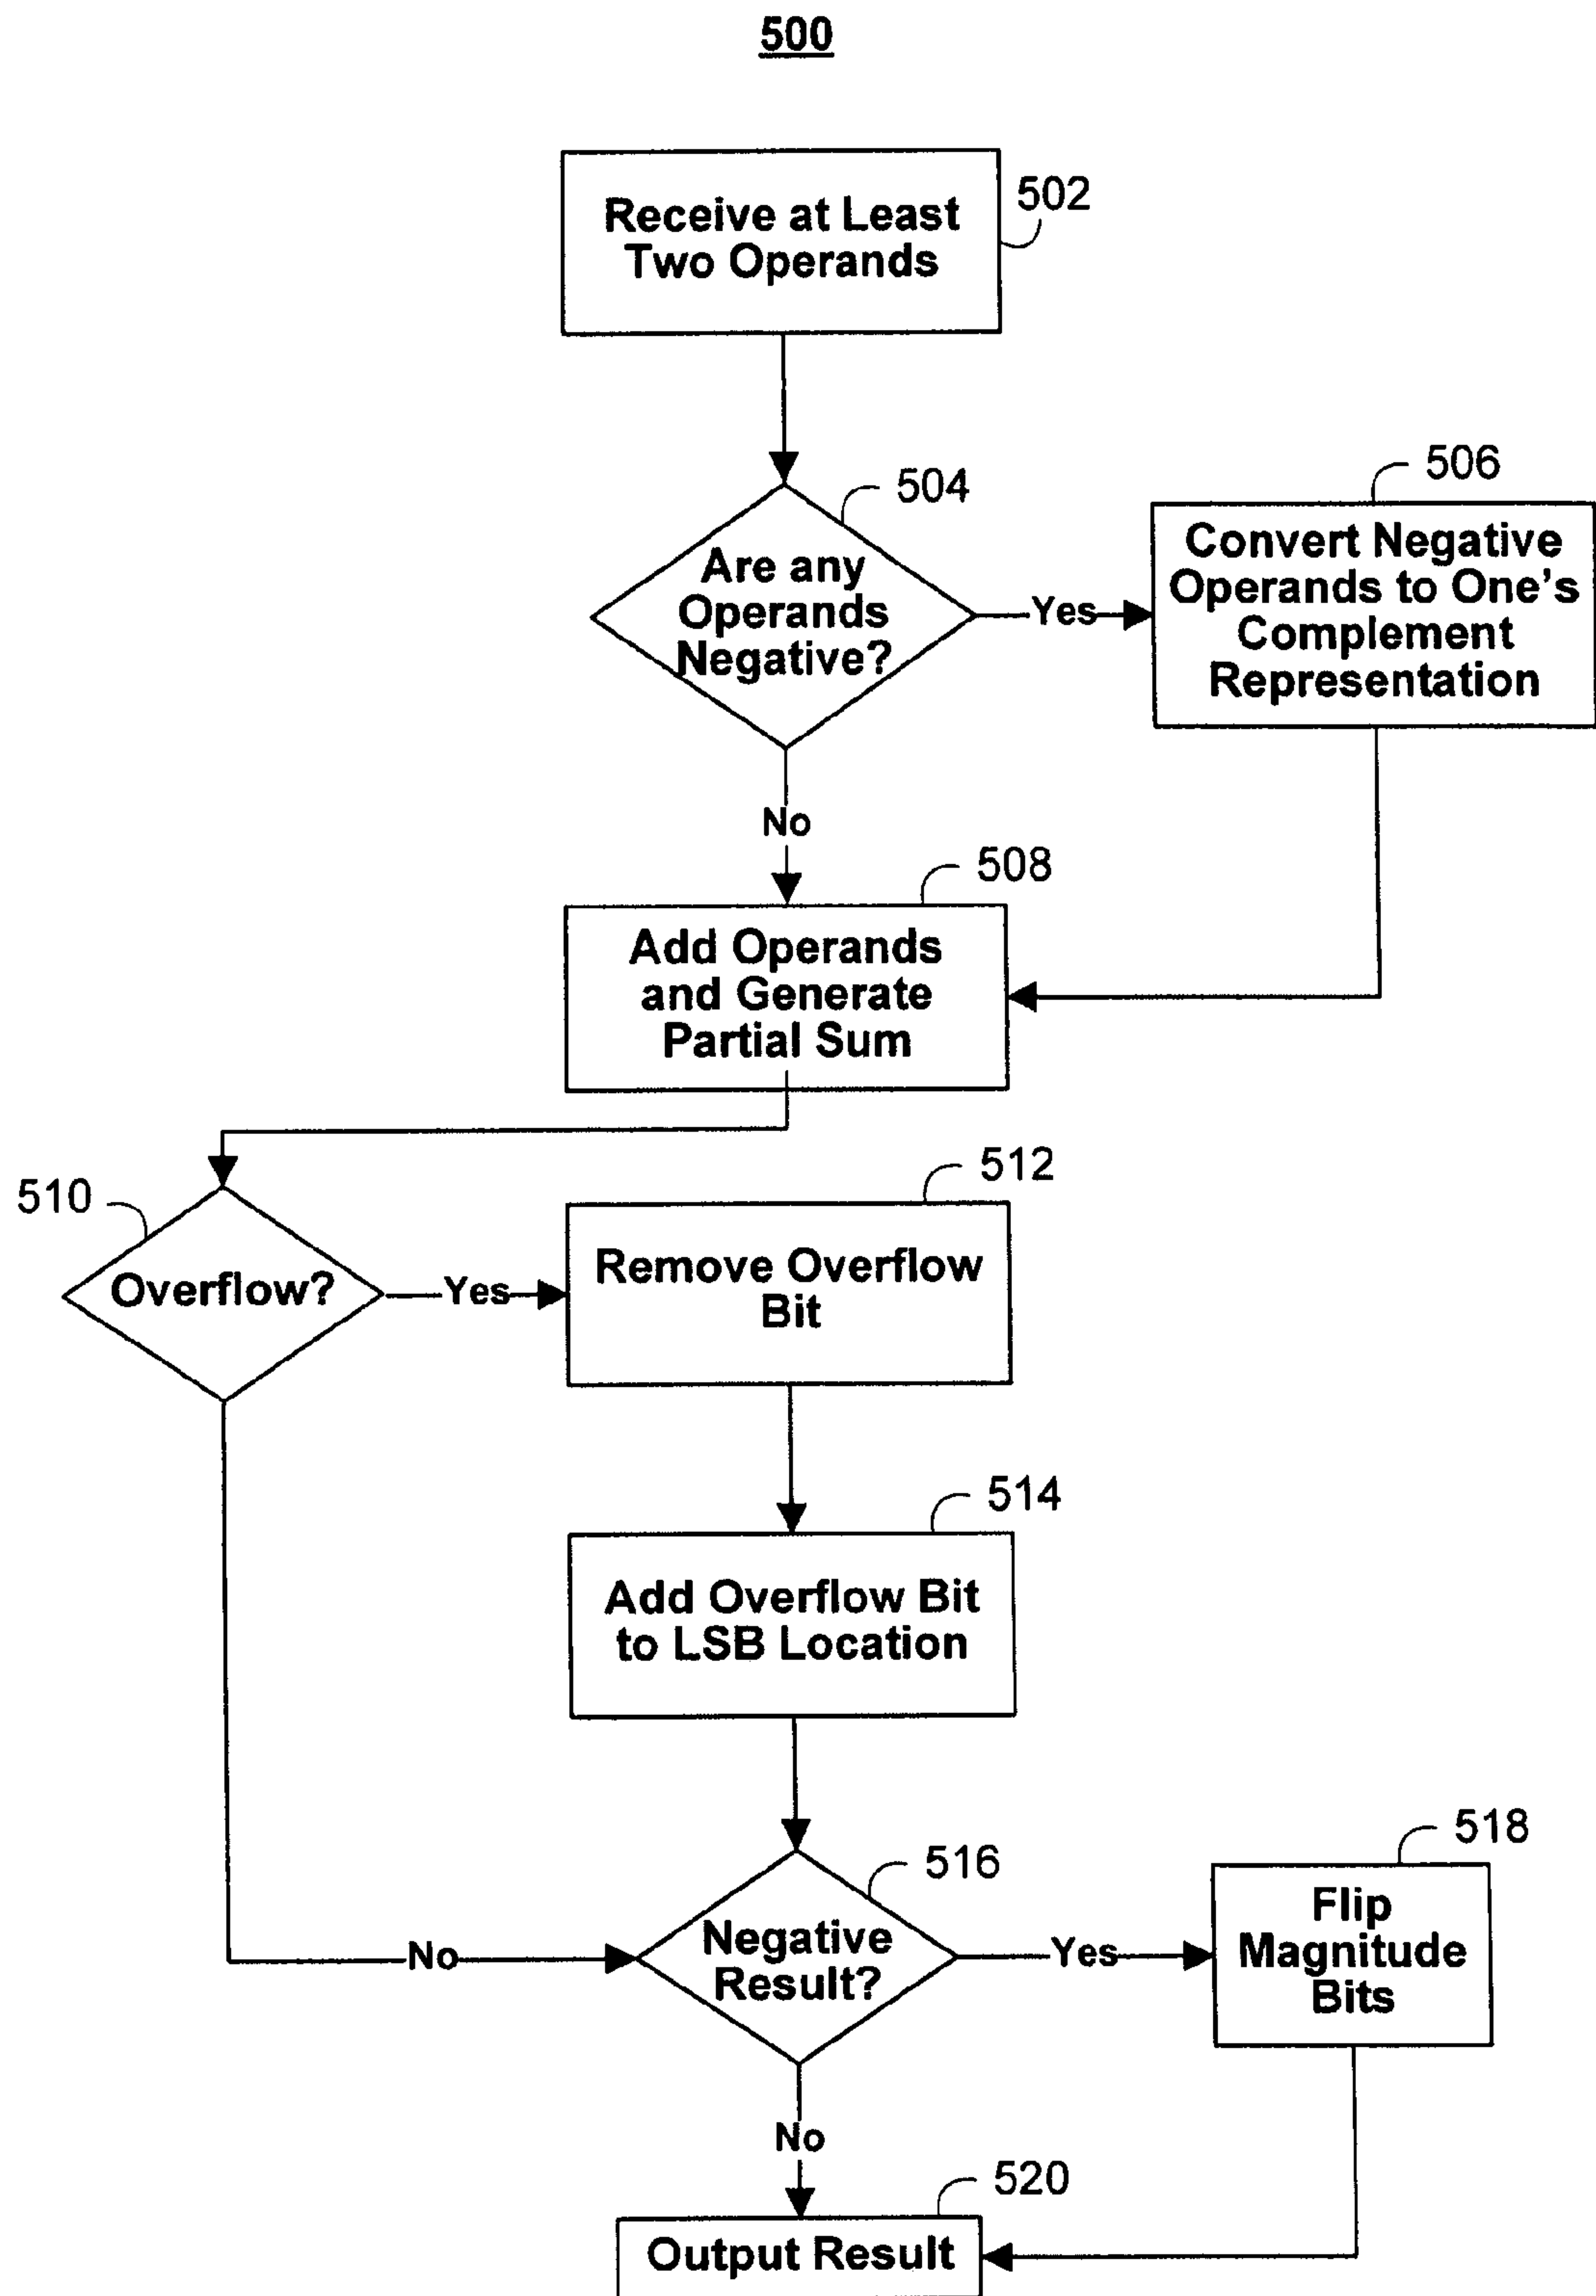 500
Receive at Least
Two Operands
502
504
Are any
Operands
Negative?
Yes
506
Convert Negative
Operands to One's
Complement
Representation
No
508
Add Operands
and Generate
Partial Sum
510
Overflow?
Yes
512
Remove Overflow
Bit
514
Add Overflow Bit
to LSB Location
516
Negative
Result?
No
Yes
518
Flip
Magnitude
Bits
No
520
Output Result